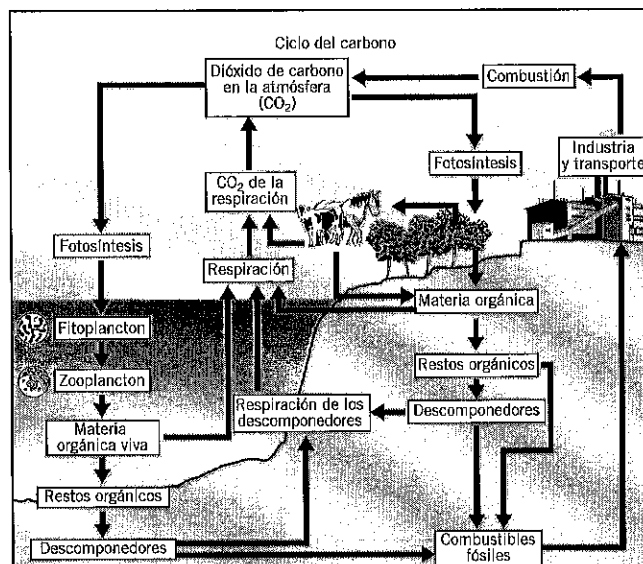 Ciclo del carbono
Dióxido de carbono
en la atmósfera
(CO₂)
Combustión
Industria
y transporte
Fotosíntesis
CO₂ de la
respiración
Fotosíntesis
Respiración
Materia orgánica
Fitoplancton
Restos orgánicos
Zooplancton
Respiración de los
descomponedores
Descomponedores
Materia
orgánica viva
Restos orgánicos
Descomponedores
Combustibles
fósiles